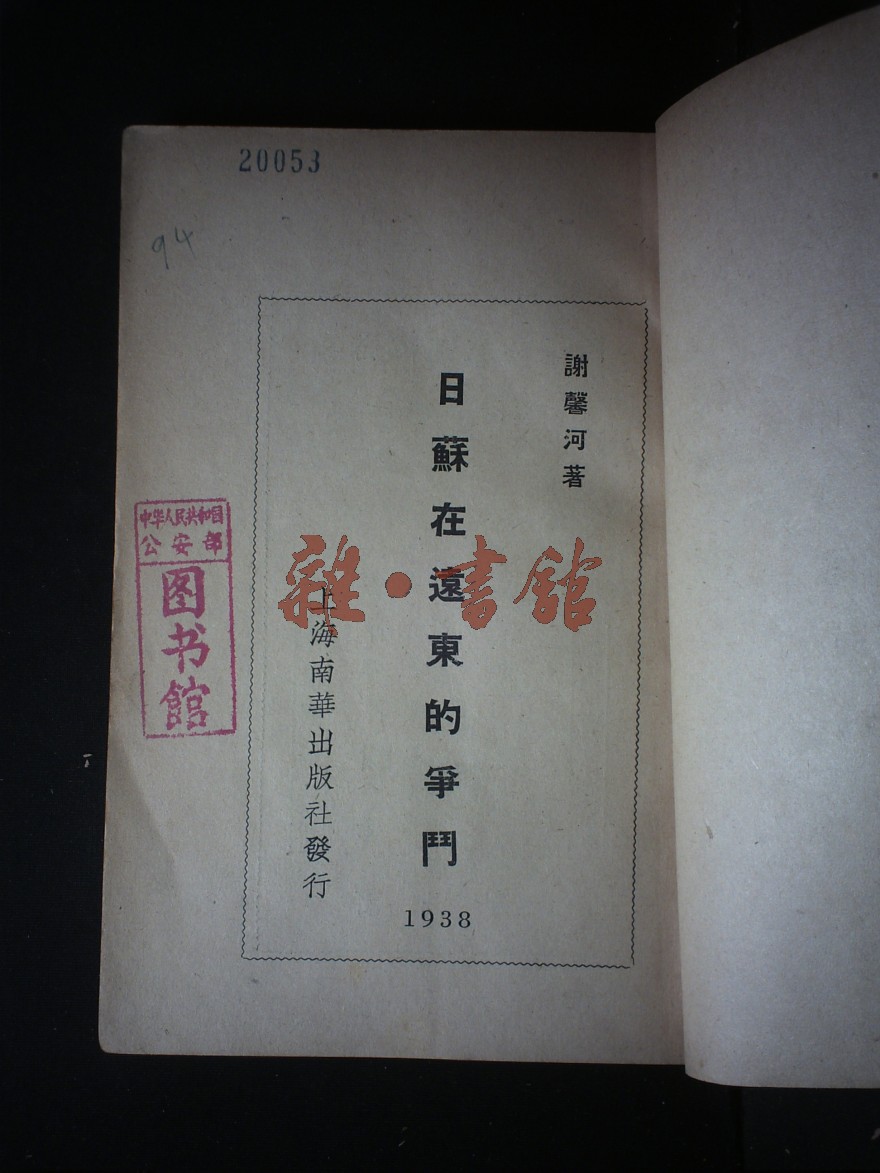 20053
94
謝馨河著
日蘇在遠東的爭鬥
1938
上海南華出版社發行
中华人民共和国
公安部
图书馆
雜·書館